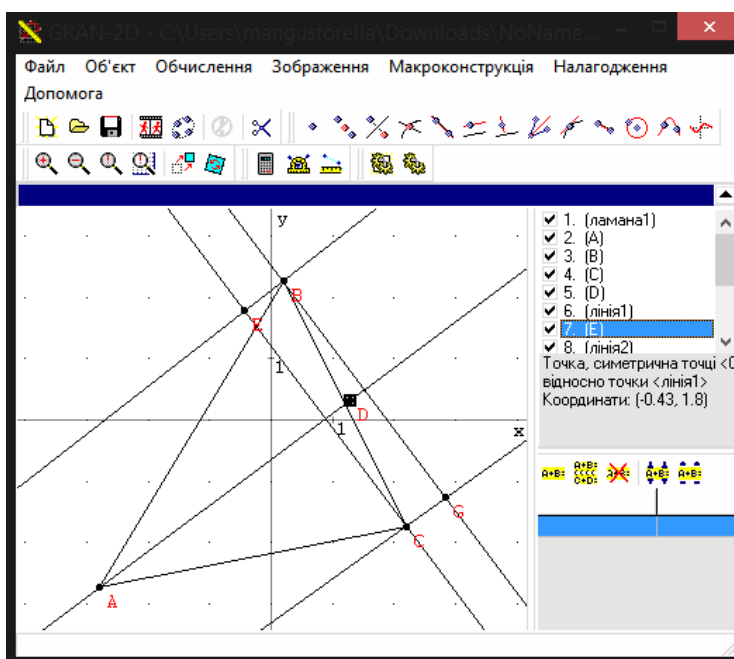 GRAN-2D - C:\Users\mangustorella\Downloads\NoName....
Файл Об'єкт Обчислення Зображення Макроконструкція Налагодження
Допомога
1. (ламана1)
2. (A)
3. (B)
4. (C)
5. (D)
6. (лінія1)
7. (E)
8. (лінія2)
Точка, симетрична точці <C
відносно точки <лінія1>
Координати: (-0.43, 1.8)
y
B
E
1
D
1
x
G
C
A
A+B= A+B= CCCC C+D= A+B= A+B= A+B=